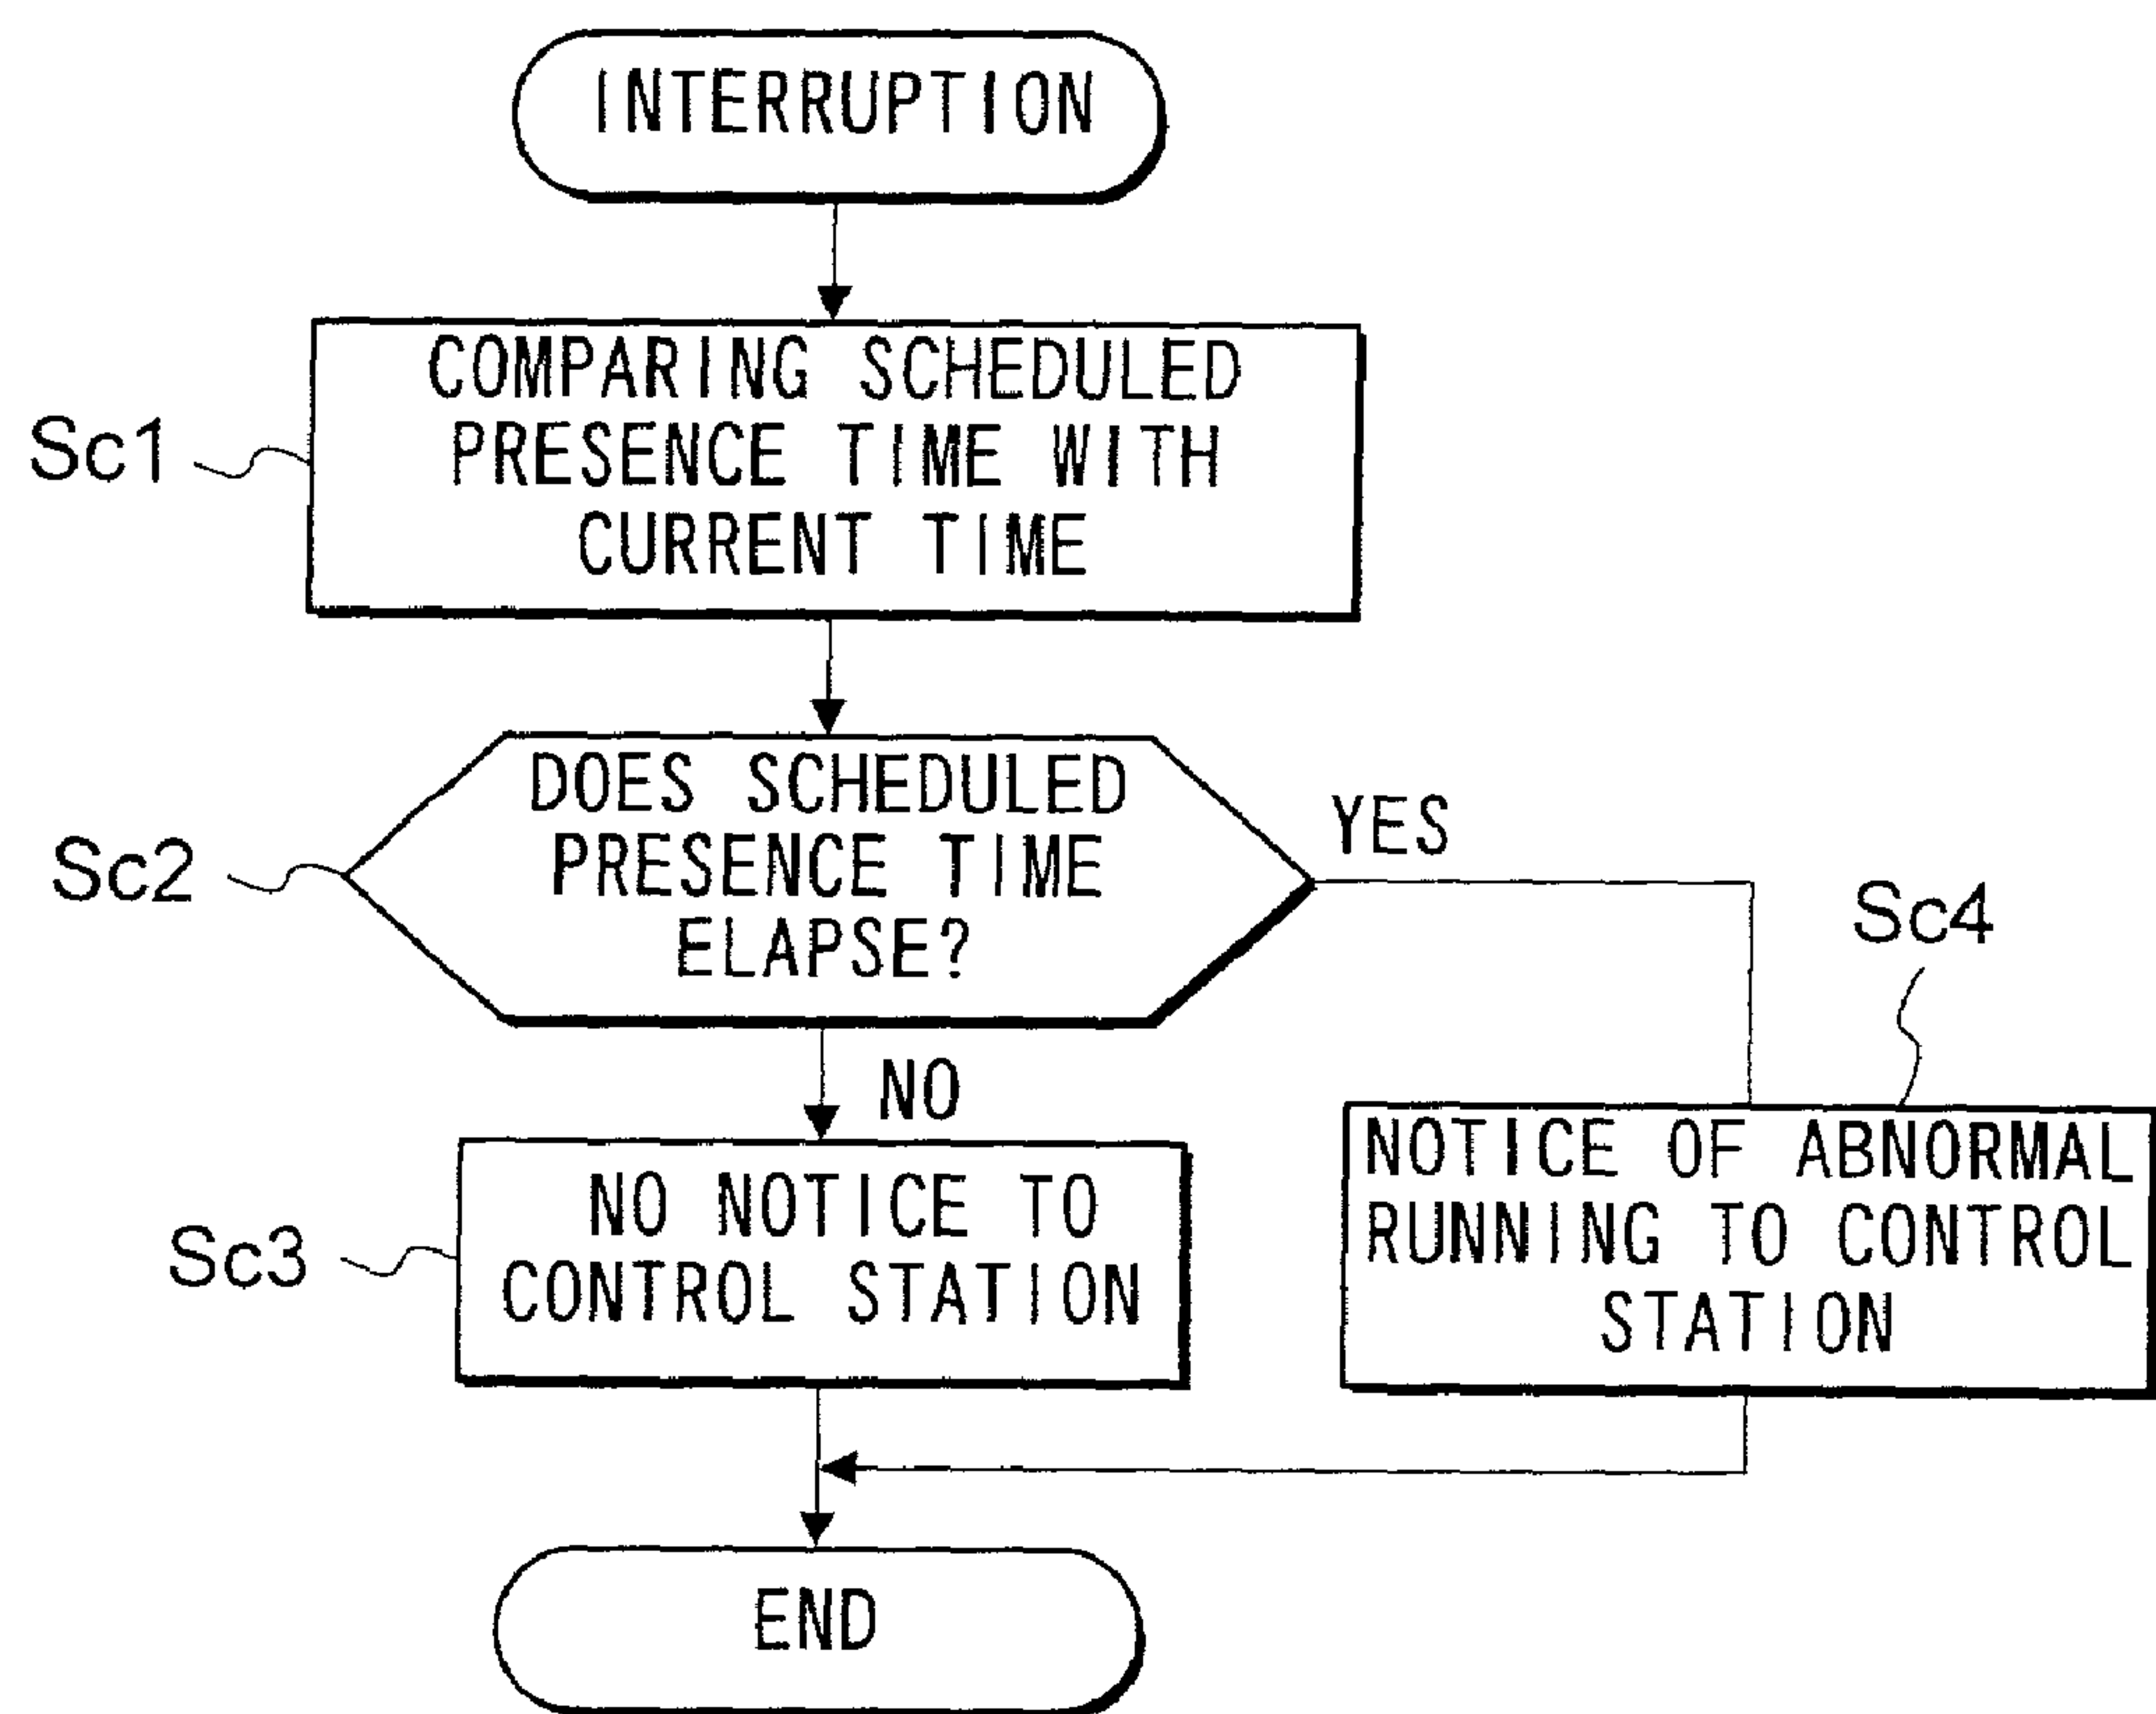 INTERRUPTION
COMPARING SCHEDULED
PRESENCE TIME WITH
CURRENT TIME
Sc1
DOES SCHEDULED
PRESENCE TIME
ELAPSE?
Sc2
YES
Sc4
NO
NO NOTICE TO
CONTROL STATION
Sc3
NOTICE OF ABNORMAL
RUNNING TO CONTROL
STATION
END